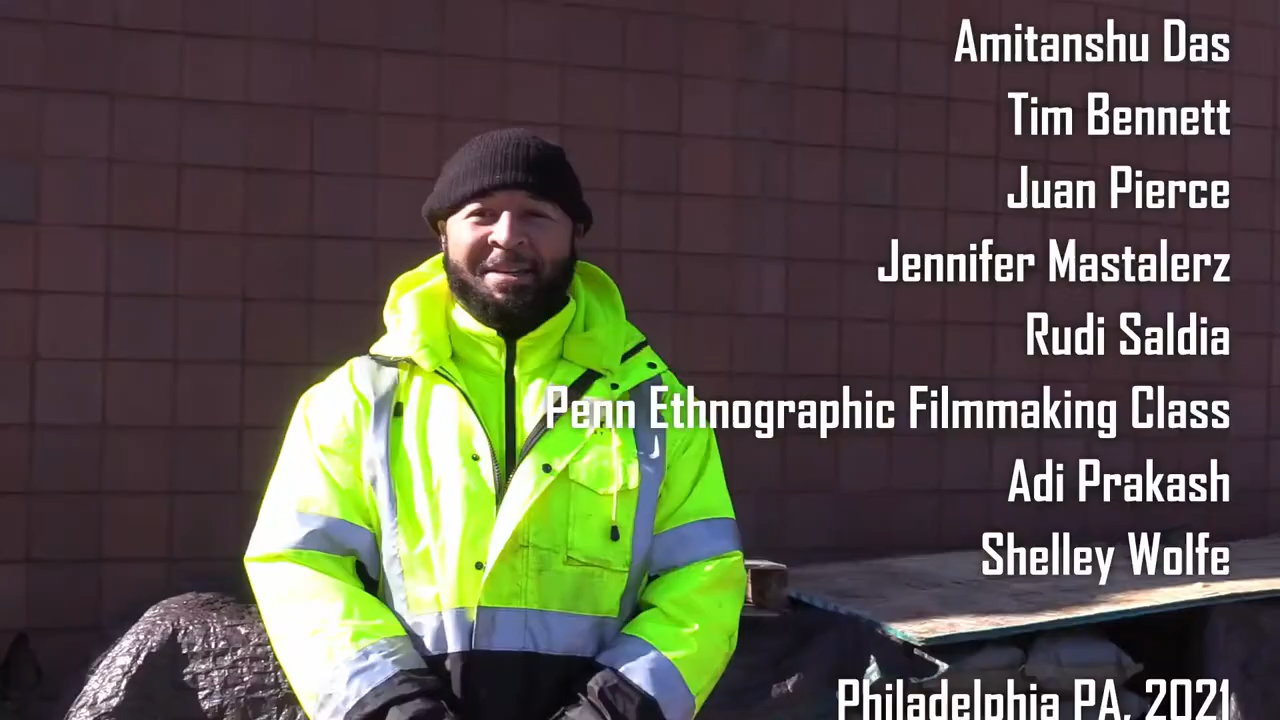 Amitanshu Das
Tim Bennett
Juan Pierce
Jennifer Mastalerz
Rudi Saldia
Penn Ethnographic Filmmaking Class
Adi Prakash
Shelley Wolfe
Philadelphia PA, 2021